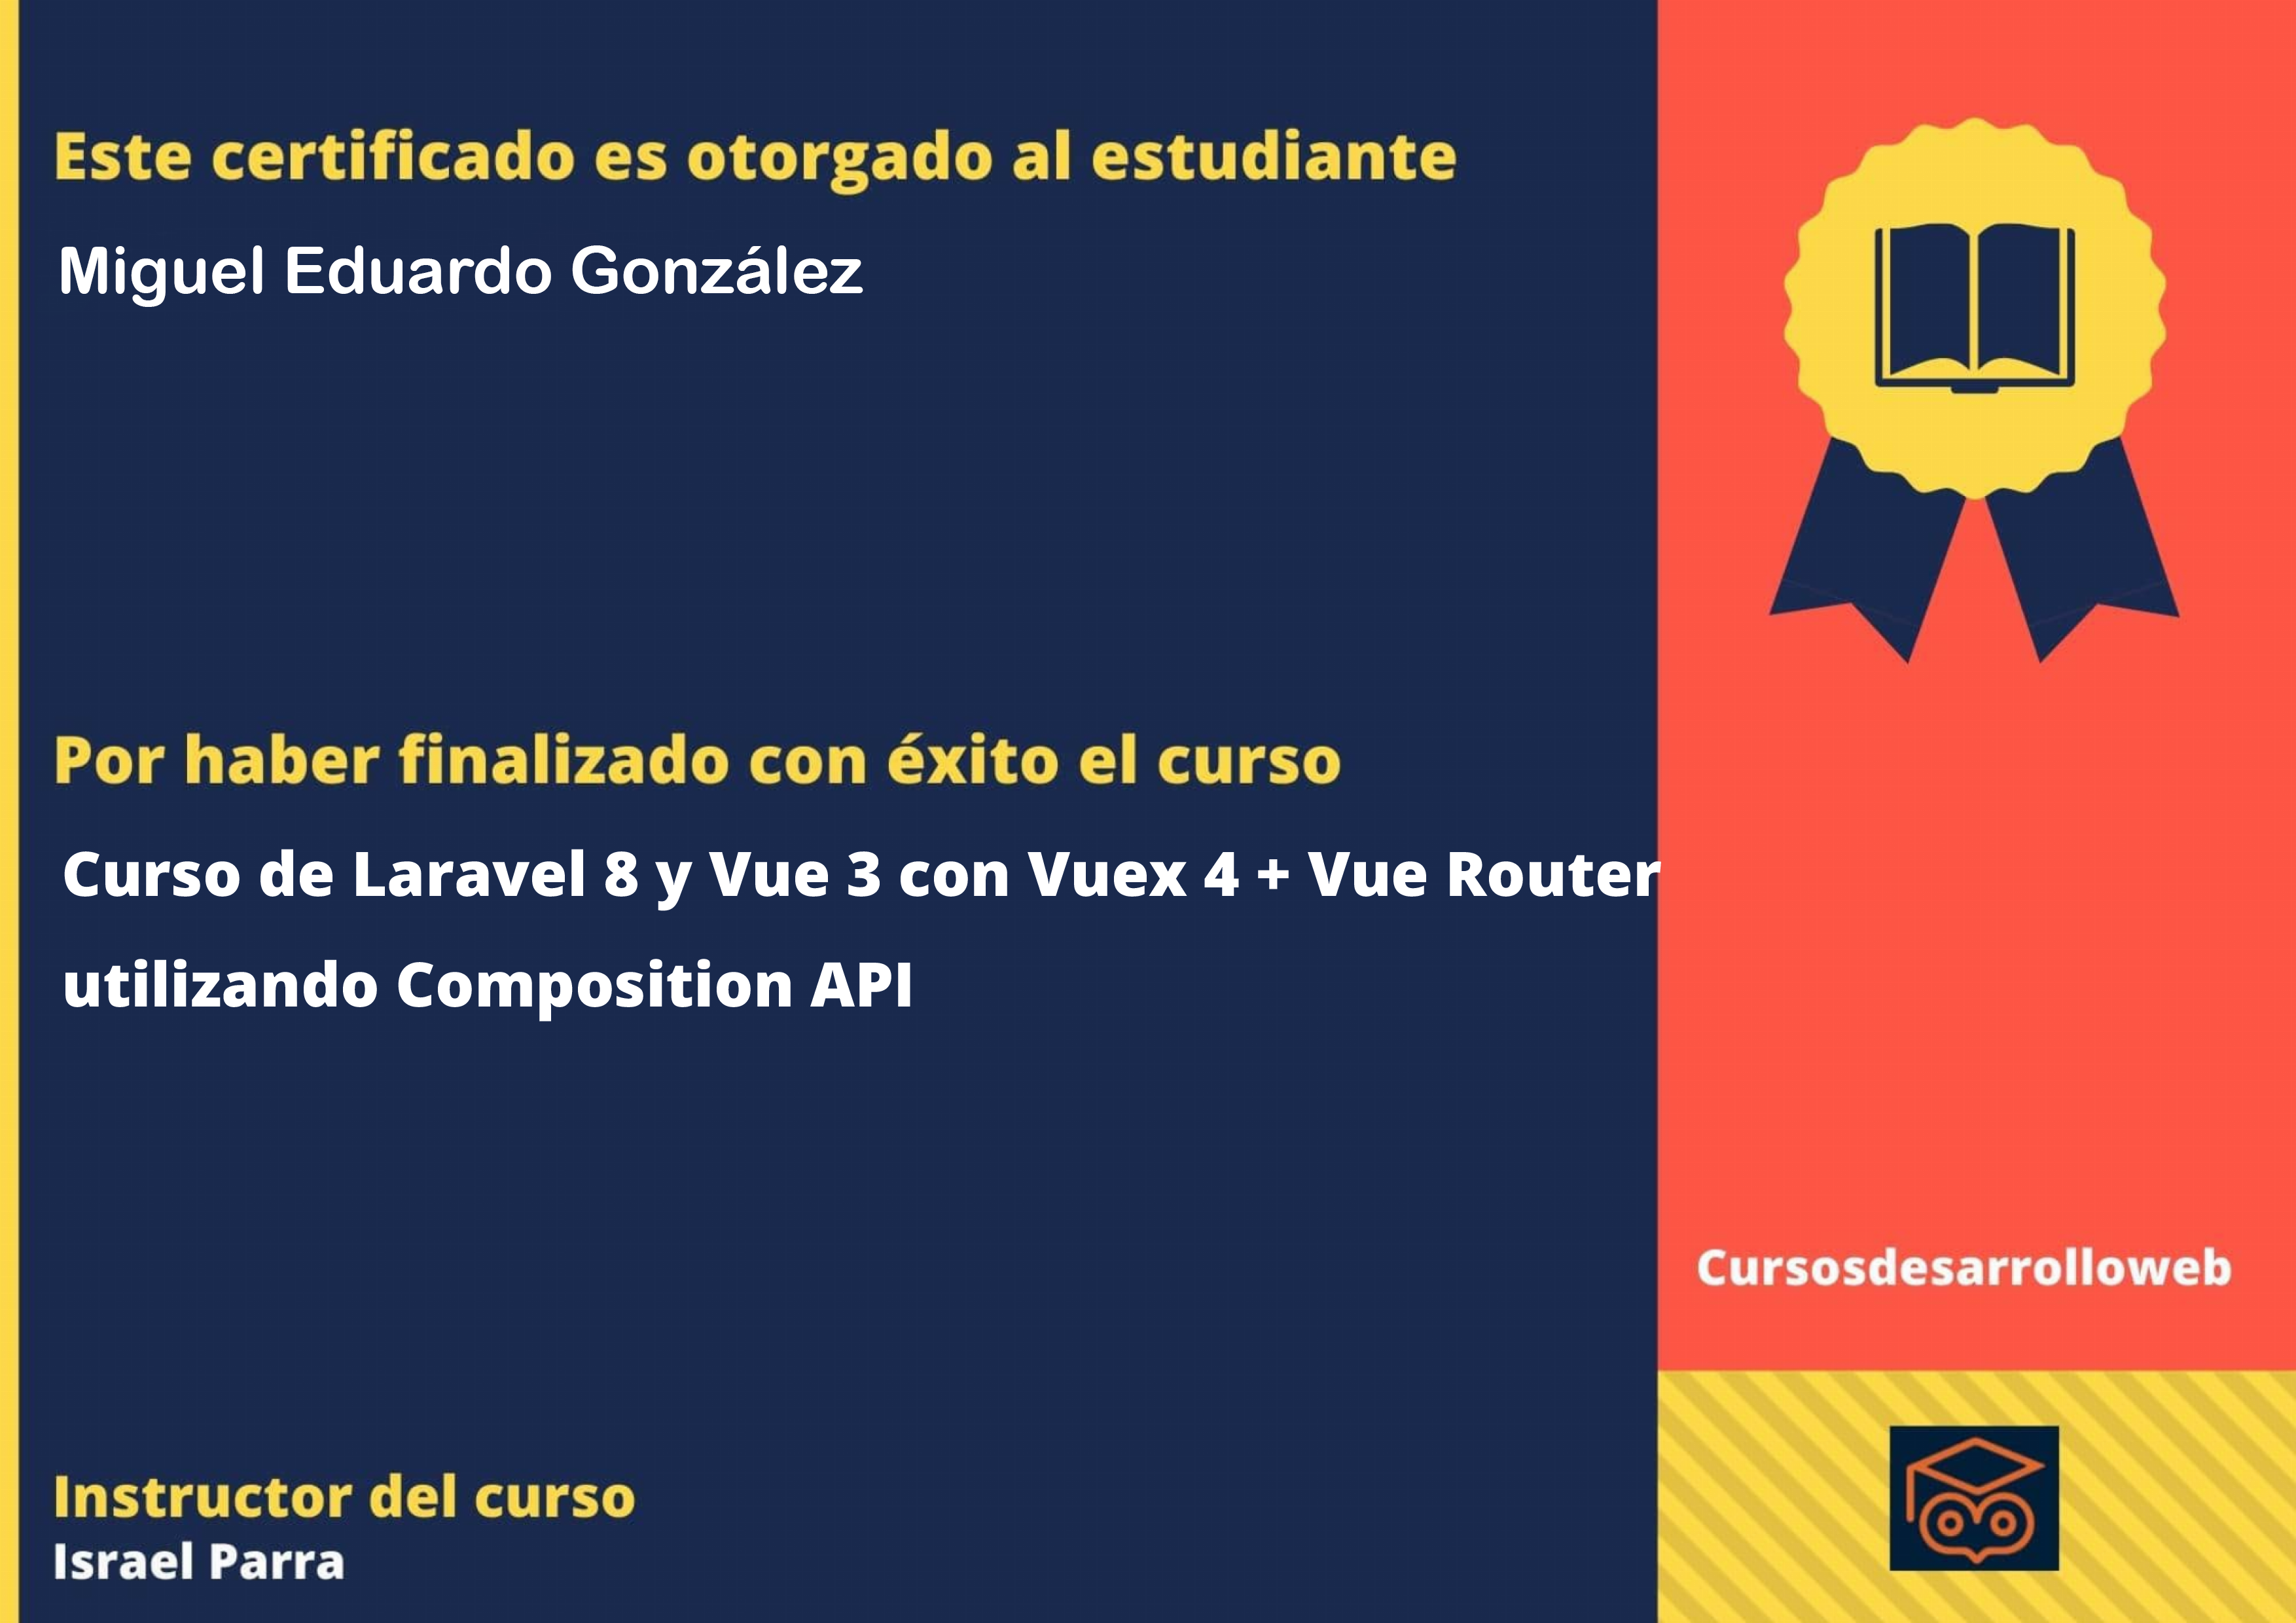 Este certificado es otorgado al estudiante
Miguel Eduardo González
Por haber finalizado con éxito el curso
Curso de Laravel 8 y Vue 3 con Vuex 4 + Vue Router
utilizando Composition API
Cursosdesarrolloweb
Instructor del curso
Israel Parra